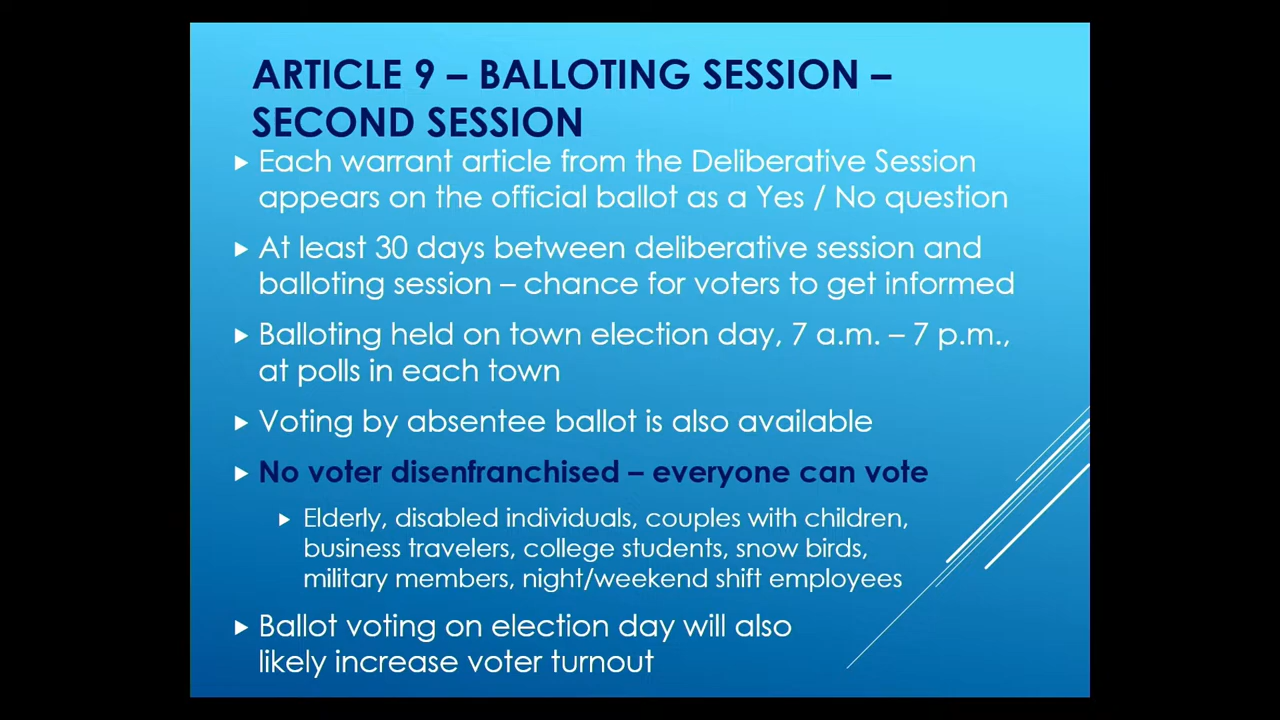 ARTICLE 9 – BALLOTING SESSION –
SECOND SESSION
Each warrant article from the Deliberative Session
appears on the official ballot as a Yes / No question
At least 30 days between deliberative session and
balloting session – chance for voters to get informed
Balloting held on town election day, 7 a.m. – 7 p.m.,
at polls in each town
Voting by absentee ballot is also available
No voter disenfranchised – everyone can vote
Elderly, disabled individuals, couples with children,
business travelers, college students, snow birds,
military members, night/weekend shift employees
Ballot voting on election day will also
likely increase voter turnout